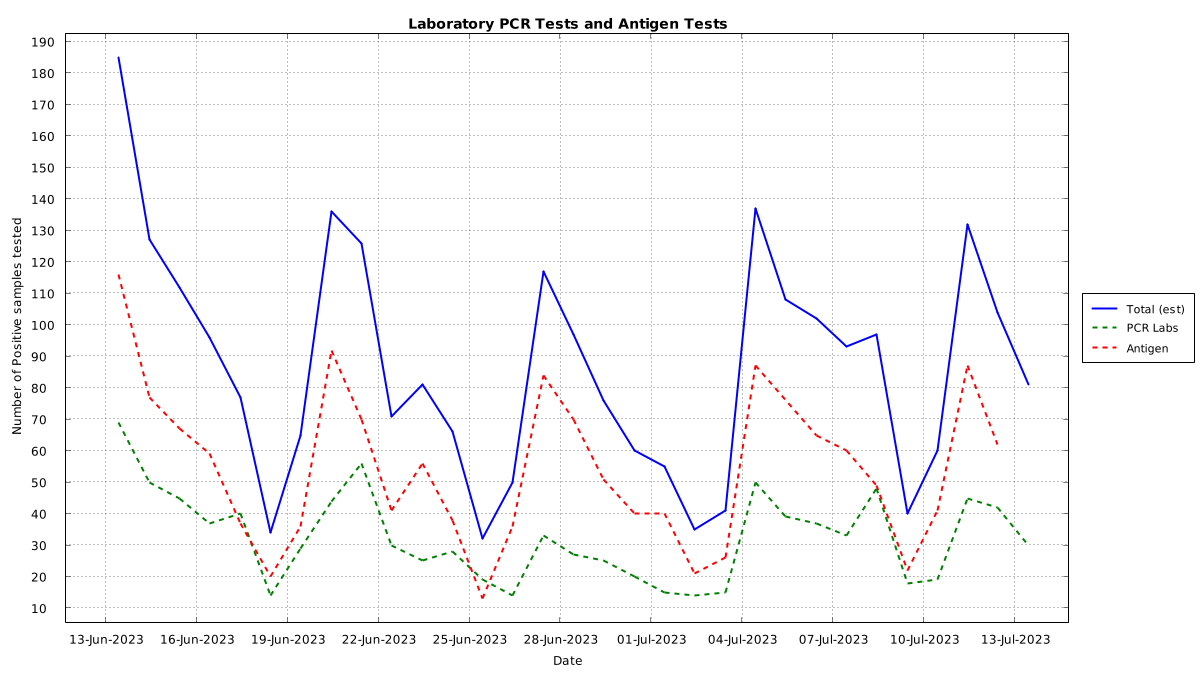 Laboratory PCR Tests and Antigen Tests
190
180
170
160
150
140
130
120
110
100
90
80
70
60
50
40
30
20
10
Number of Positive samples tested
13-Jun-2023 16-Jun-2023 19-Jun-2023 22-Jun-2023 25-Jun-2023 28-Jun-2023 01-Jul-2023 04-Jul-2023 07-Jul-2023 10-Jul-2023 13-Jul-2023
Date
Total (est)
PCR Labs
Antigen